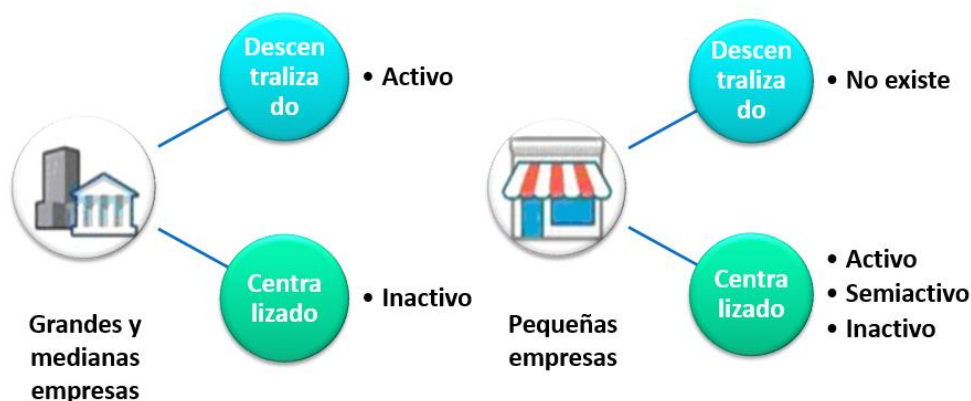 Descen
traliza
do
• Activo
Centra
lizado
• Inactivo
Grandes y
medianas
empresas
Descen
traliza
do
• No existe
Centra
lizado
• Activo
• Semiactivo
• Inactivo
Pequeñas
empresas